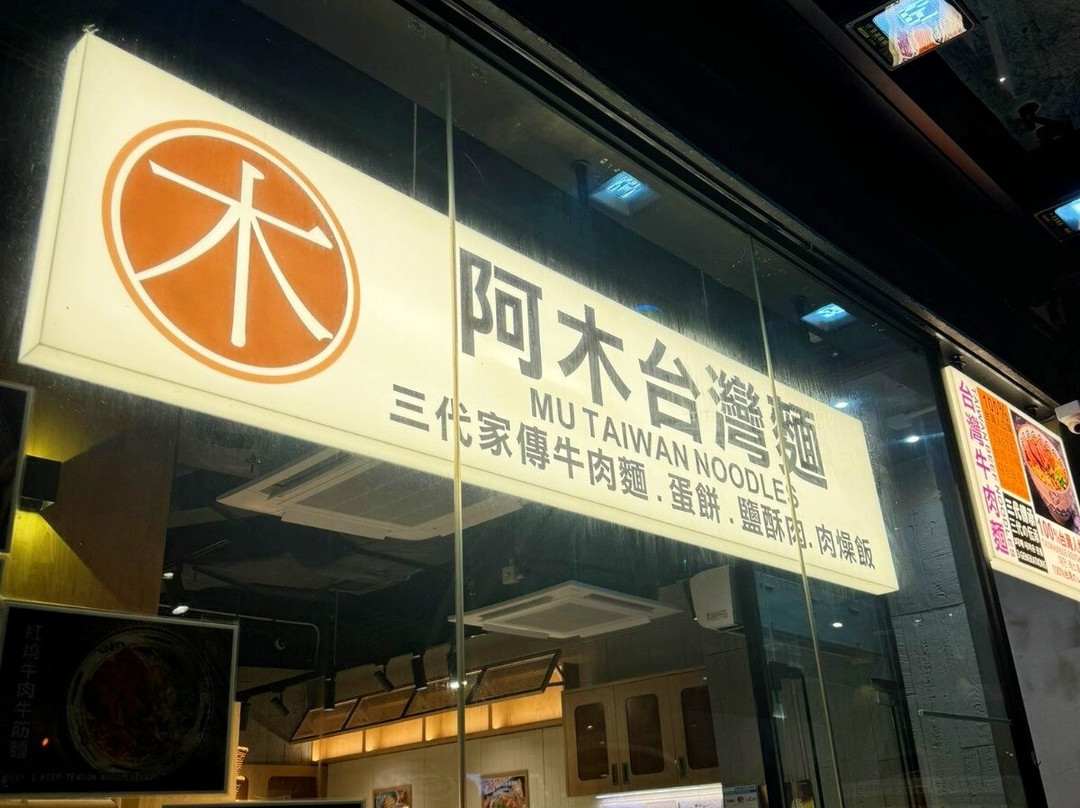 木
阿木台灣麵
MU TAIWAN NOODLES
三代家傳牛肉麵.蛋餅.鹽酥肉.肉燥飯
台灣牛肉麵
紅燒牛肉牛筋麵